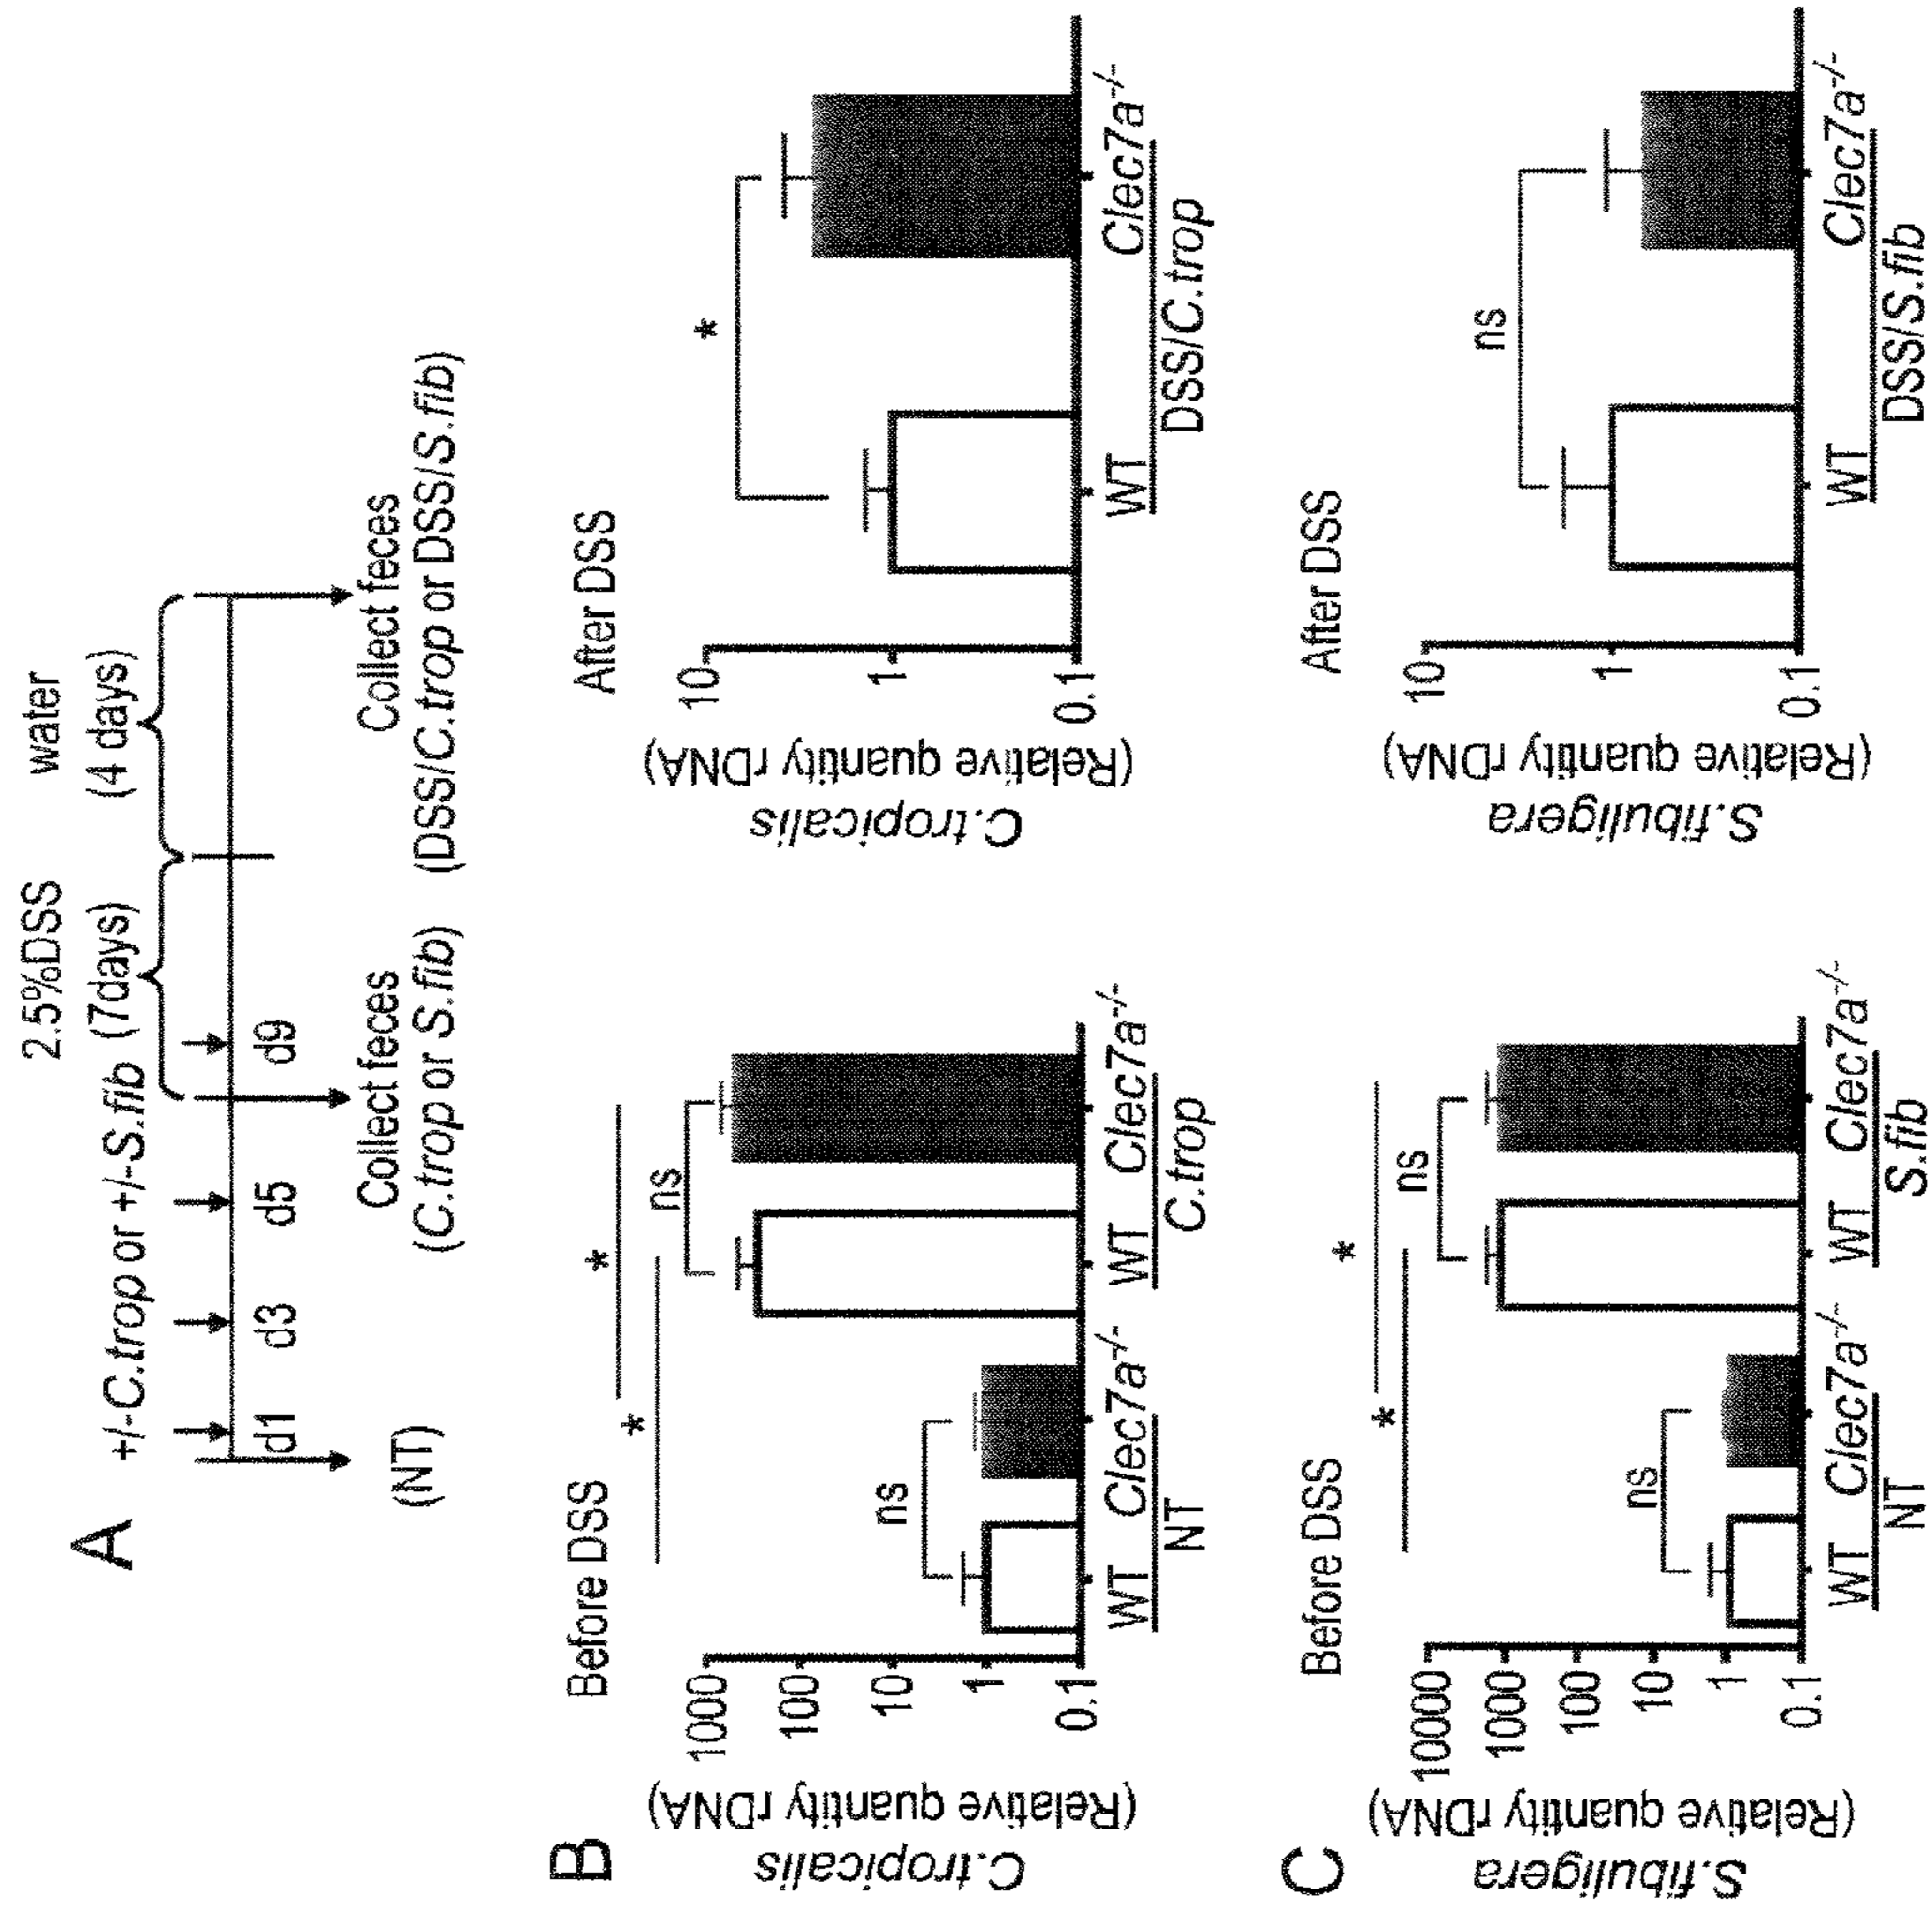 A
2.5%DSS water
+/-C.trop or +/-S.fib (7days) (4 days)
d1 d3 d5 d9
(NT)
Collect feces
(C.trop or S.fib)
Collect feces
(DSS/C.trop or DSS/S.fib)
B
Before DSS
C.tropicalis
(Relative quantity rDNA)
1000
100
10
1
0.1
ns
*
*
ns
WT Clec7a-/- WT Clec7a-/-
NT C.trop
After DSS
C.tropicalis
(Relative quantity rDNA)
10
1
0.1
*
WT Clec7a-/-
DSS/C.trop
C
Before DSS
S.fibuligera
(Relative quantity rDNA)
10000
1000
100
10
1
0.1
ns
*
*
ns
WT Clec7a-/- WT Clec7a-/-
NT S.fib
After DSS
S.fibuligera
(Relative quantity rDNA)
10
1
0.1
ns
WT Clec7a-/-
DSS/S.fib